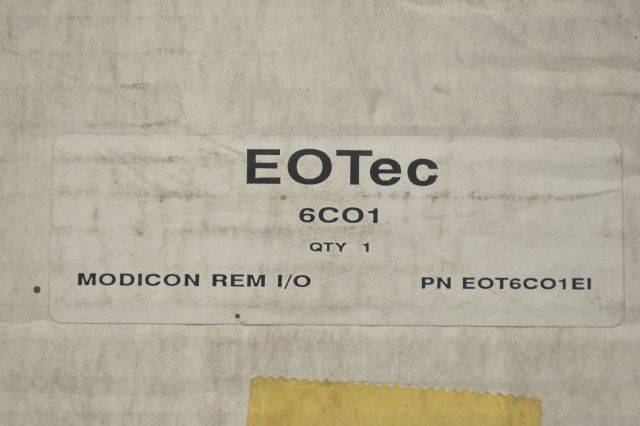 EOTec
6CO1
QTY 1
MODICON REM I/O PN EOT6CO1EI